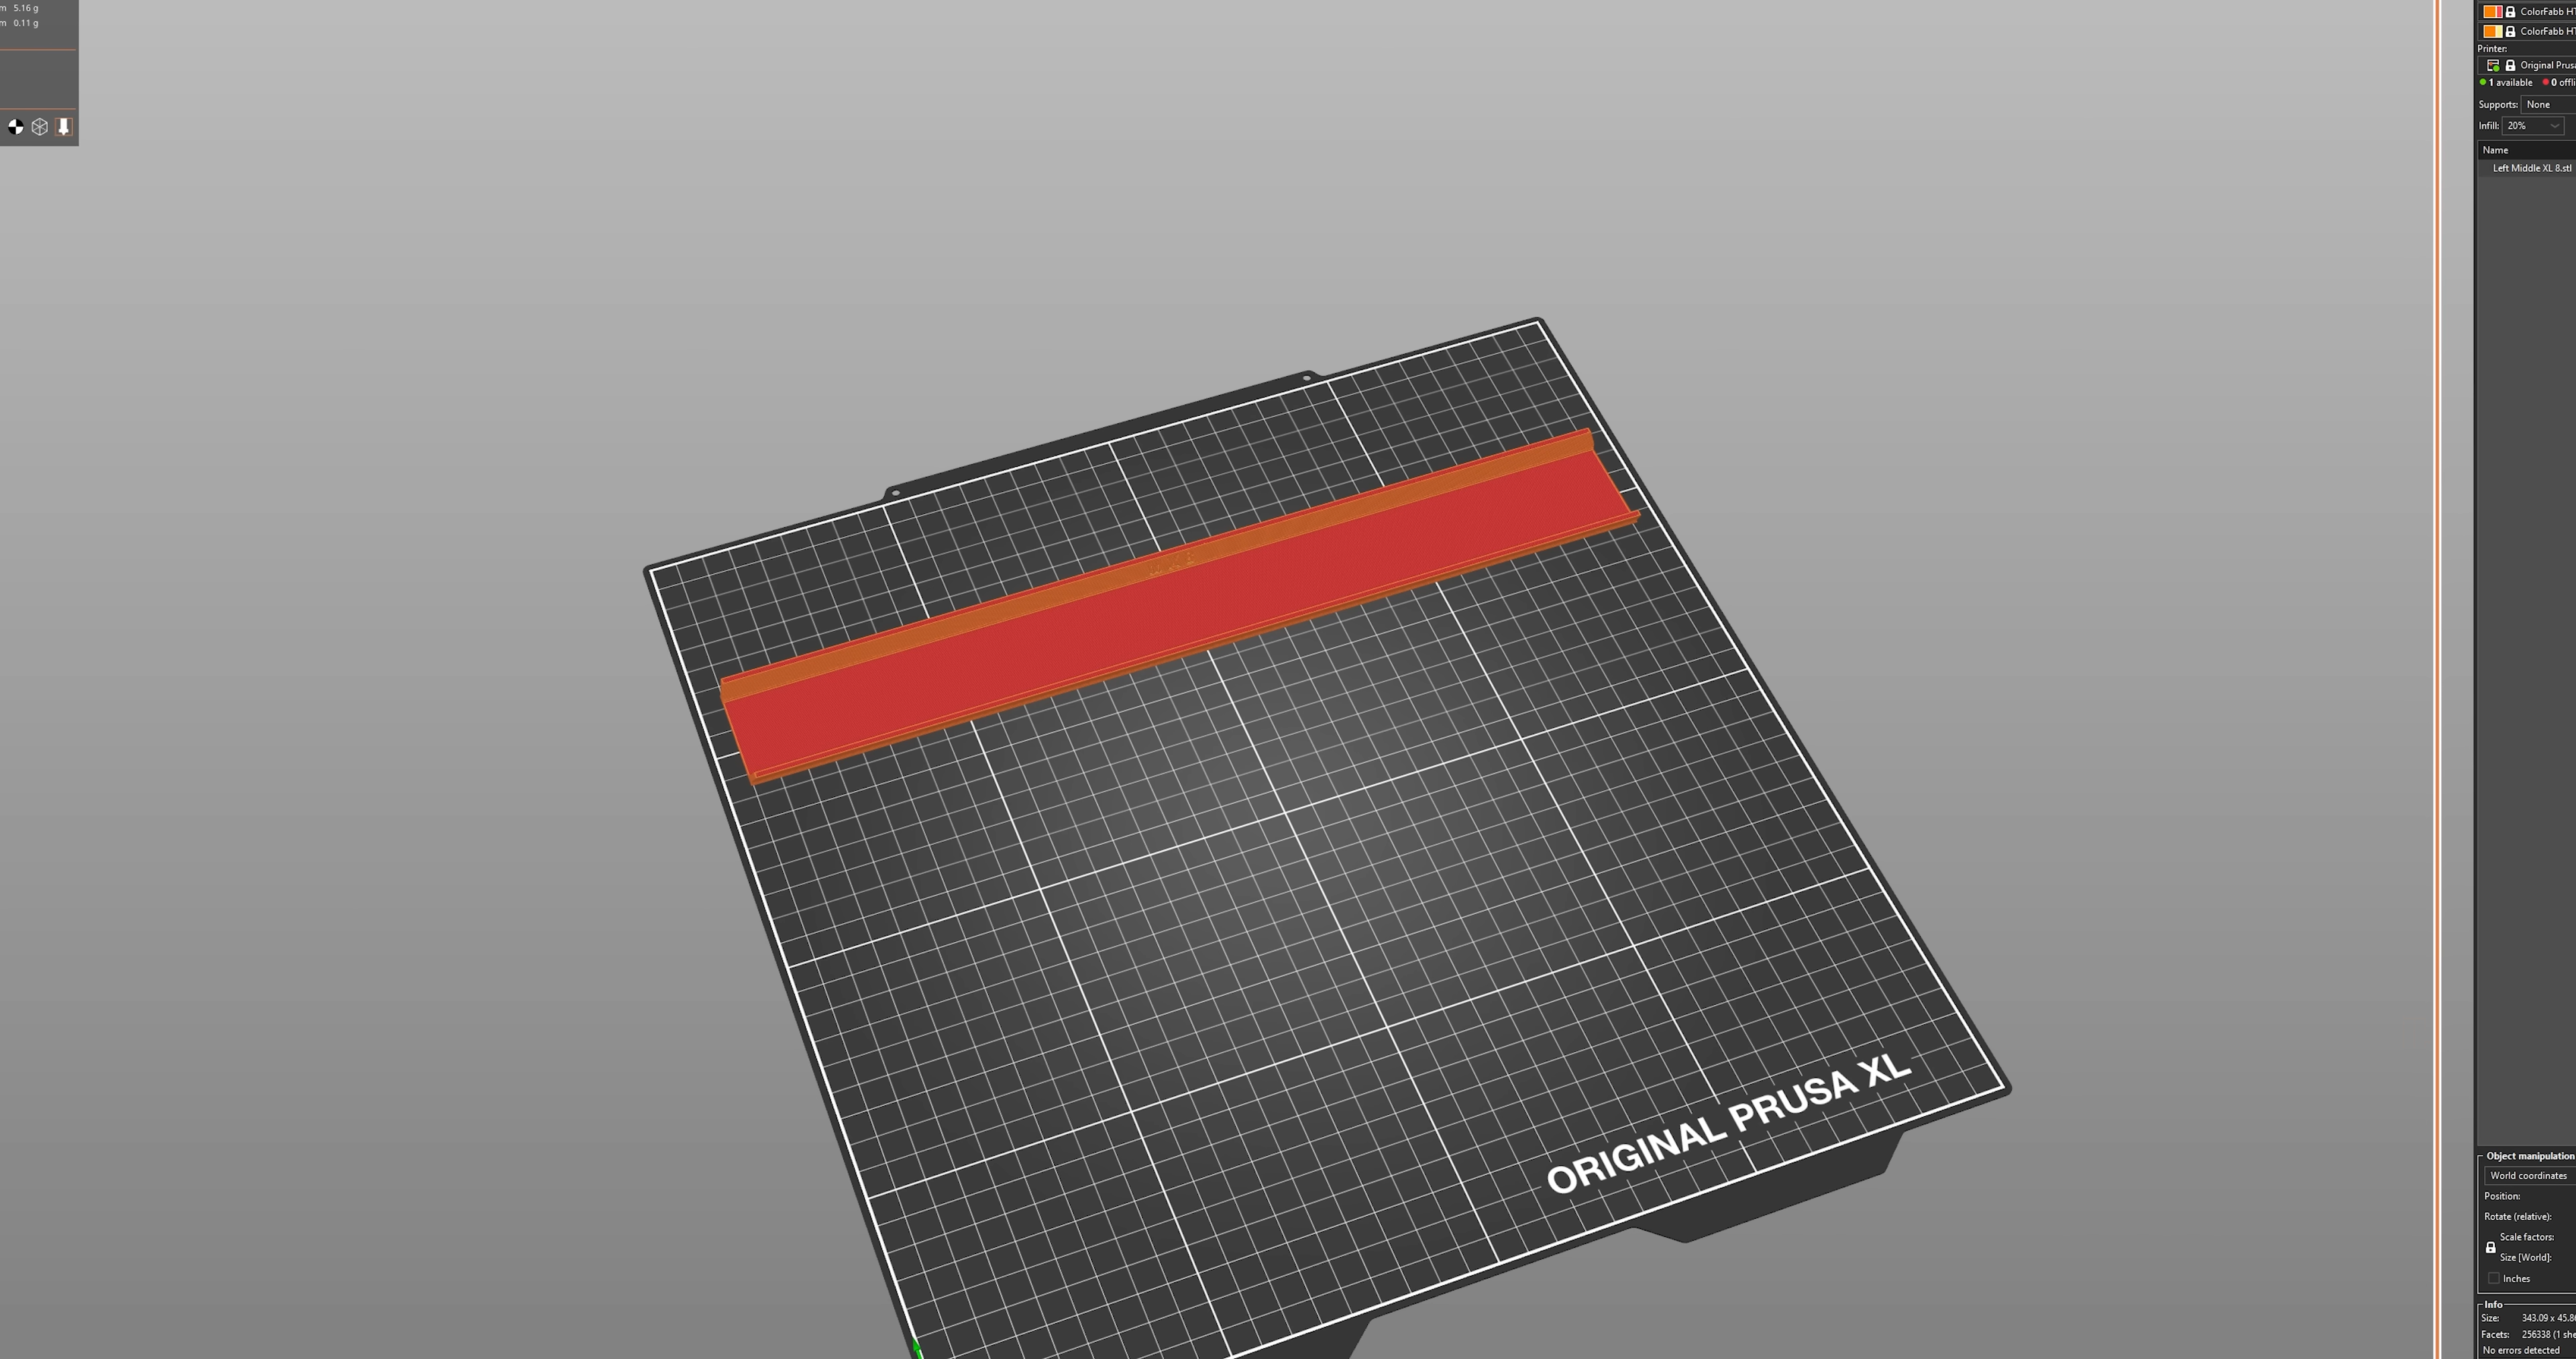 m 5.16 g
m 0.11 g
ColorFabb HT
ColorFabb HT
Printer:
Original Prusa
1 available 0 offli
Supports: None
Infill: 20%
Name
Left Middle XL 8.stl
ORIGINAL PRUSA XL
Object manipulation
World coordinates
Position:
Rotate (relative):
Scale factors:
Size [World]:
Inches
Info
Size: 343.09 x 45.8
Facets: 256338 (1 she
No errors detected